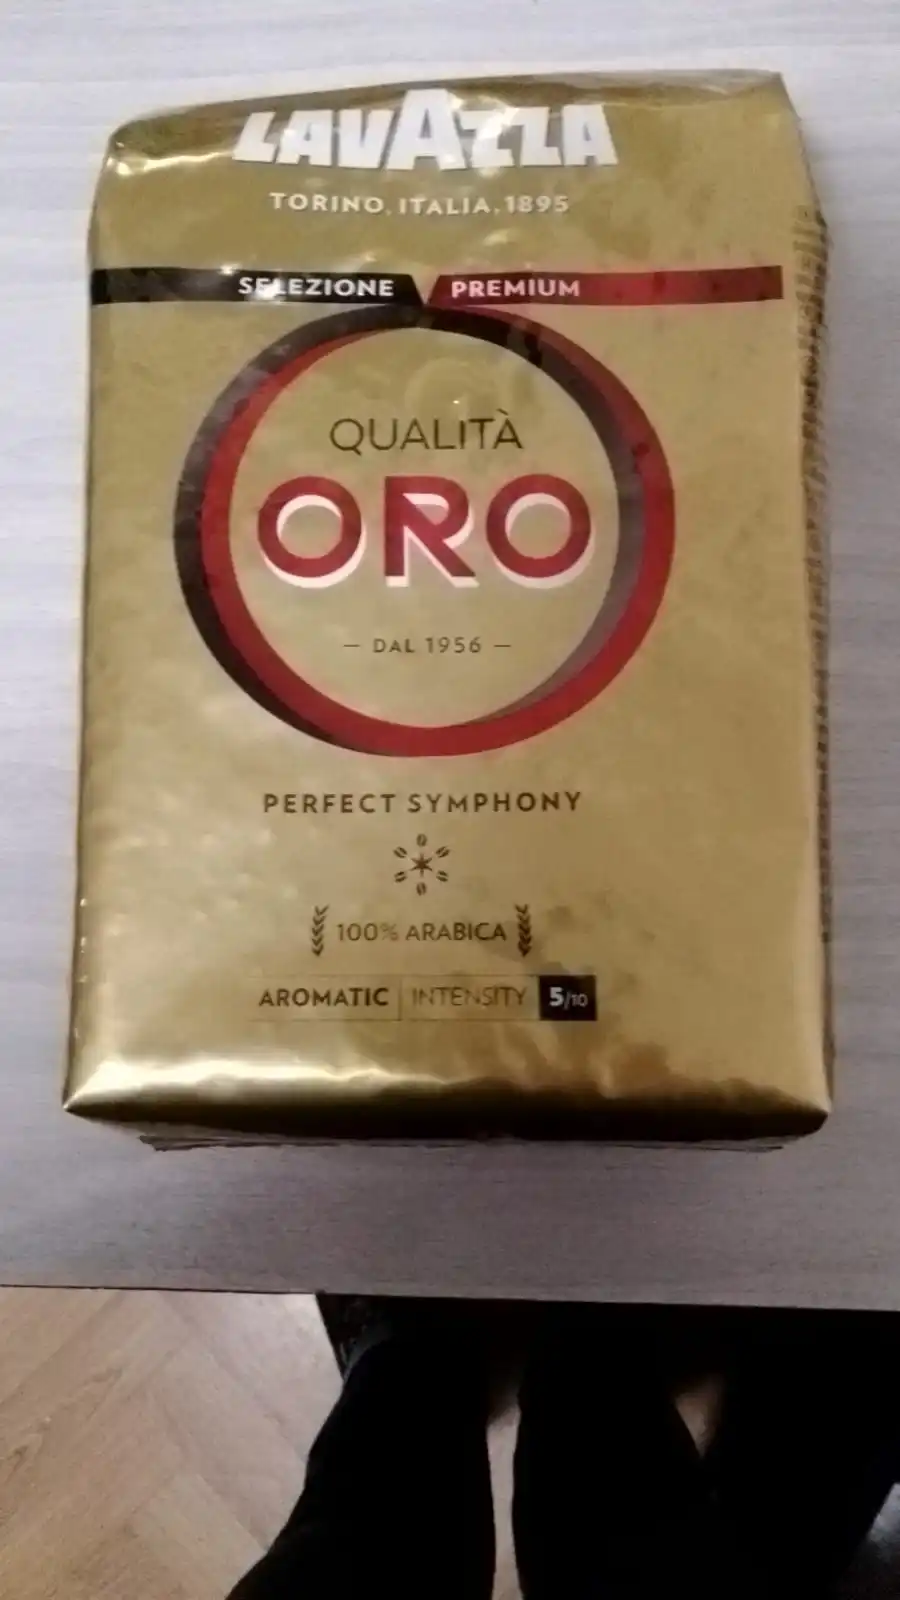 LAVAZZA
TORINO, ITALIA, 1895
SELEZIONE PREMIUM
QUALITÀ
ORO
– DAL 1956 –
PERFECT SYMPHONY
100% ARABICA
AROMATIC INTENSITY 5/10